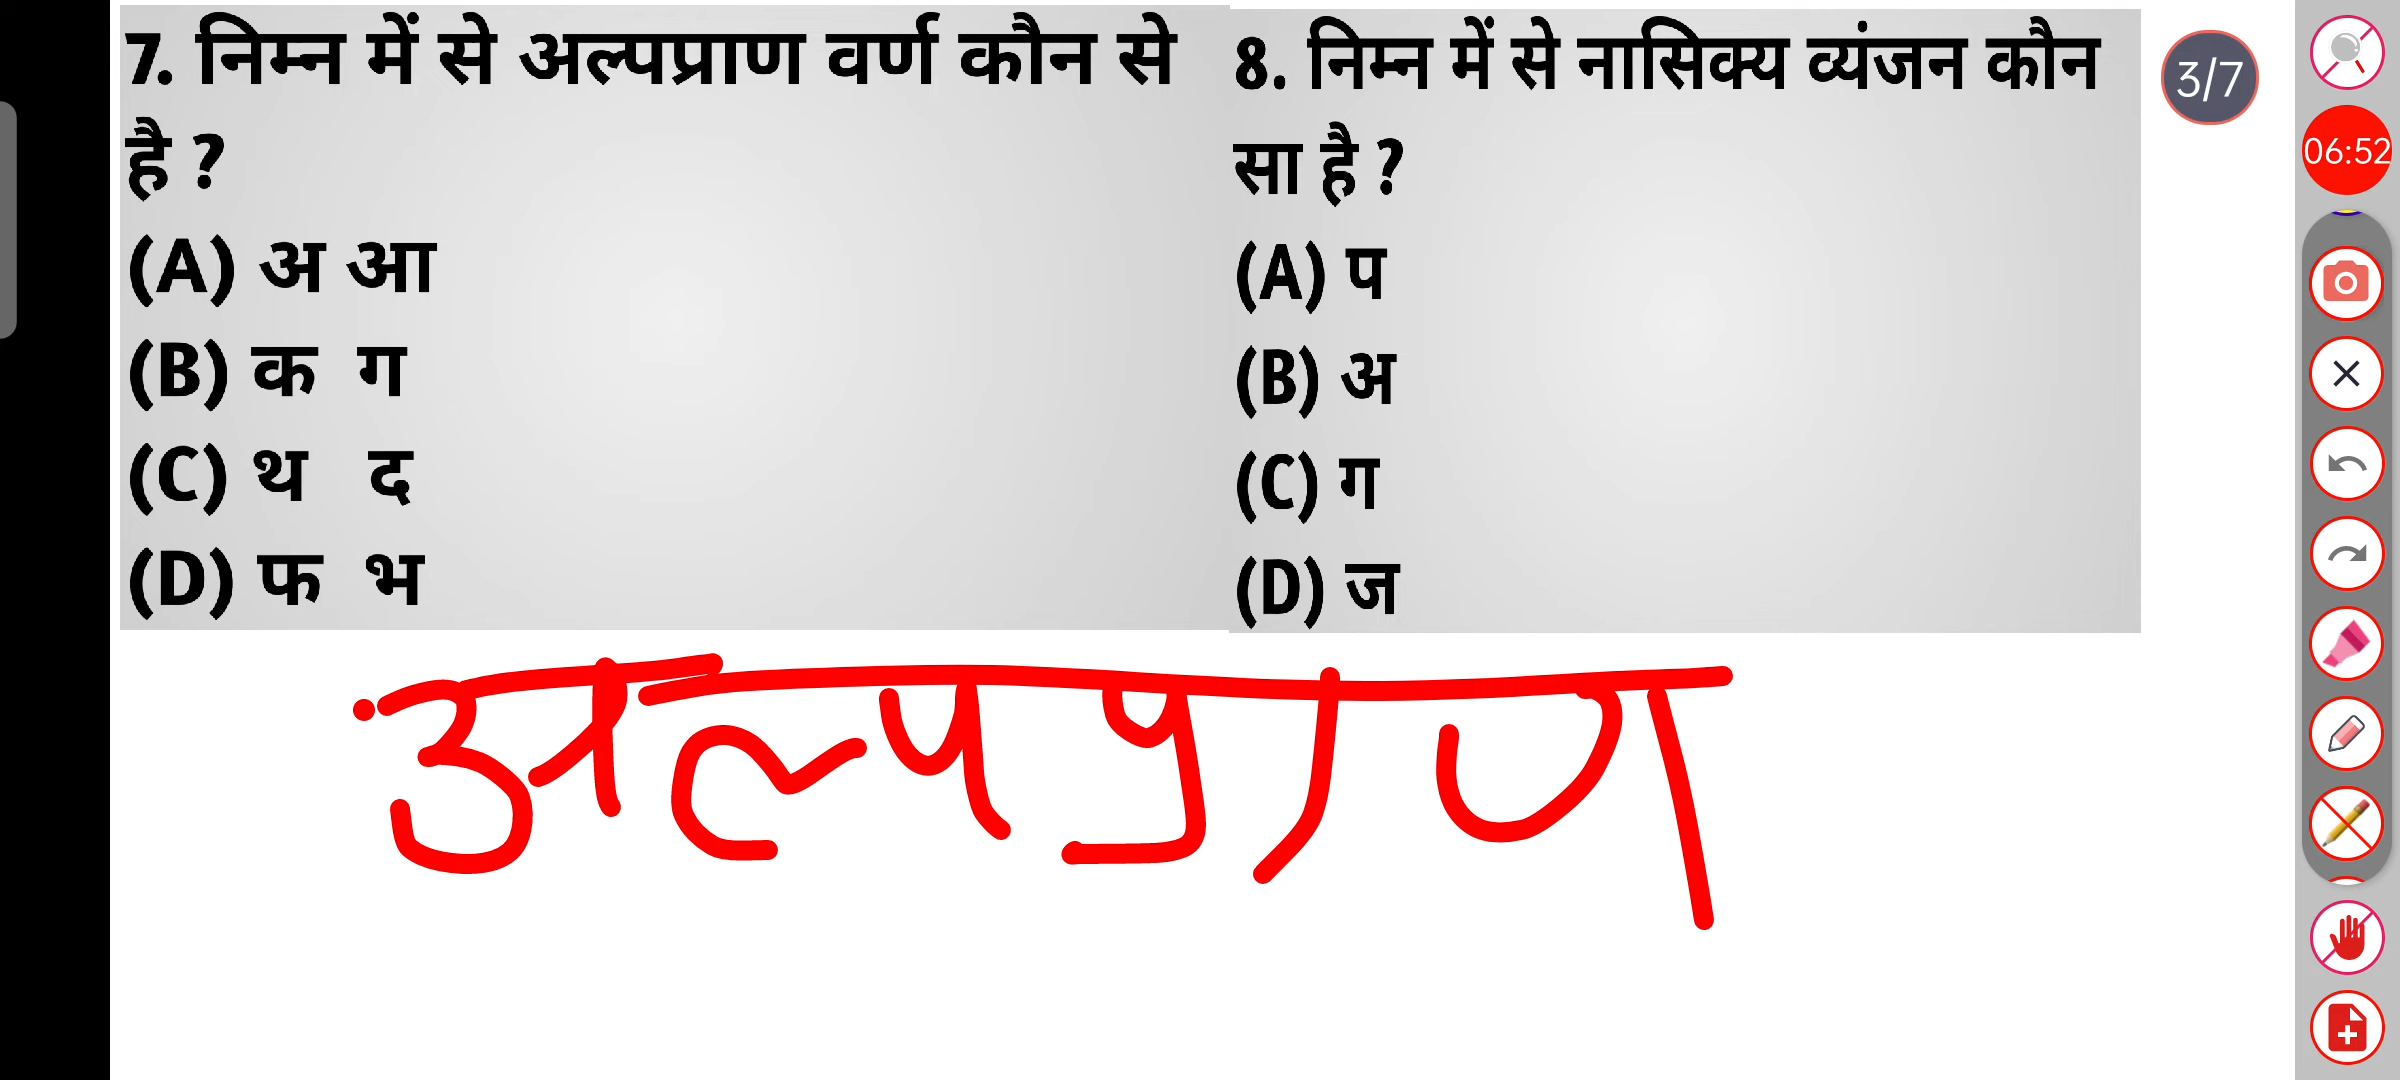 7. निम्न में से अल्पप्राण वर्ण कौन से
है ?
(A) अ आ
(B) क ग
(C) थ द
(D) फ भ
8. निम्न में से नासिक्य व्यंजन कौन
सा है ?
(A) प
(B) अ
(C) ग
(D) ज
3/7
06:52
अल्पप्राण